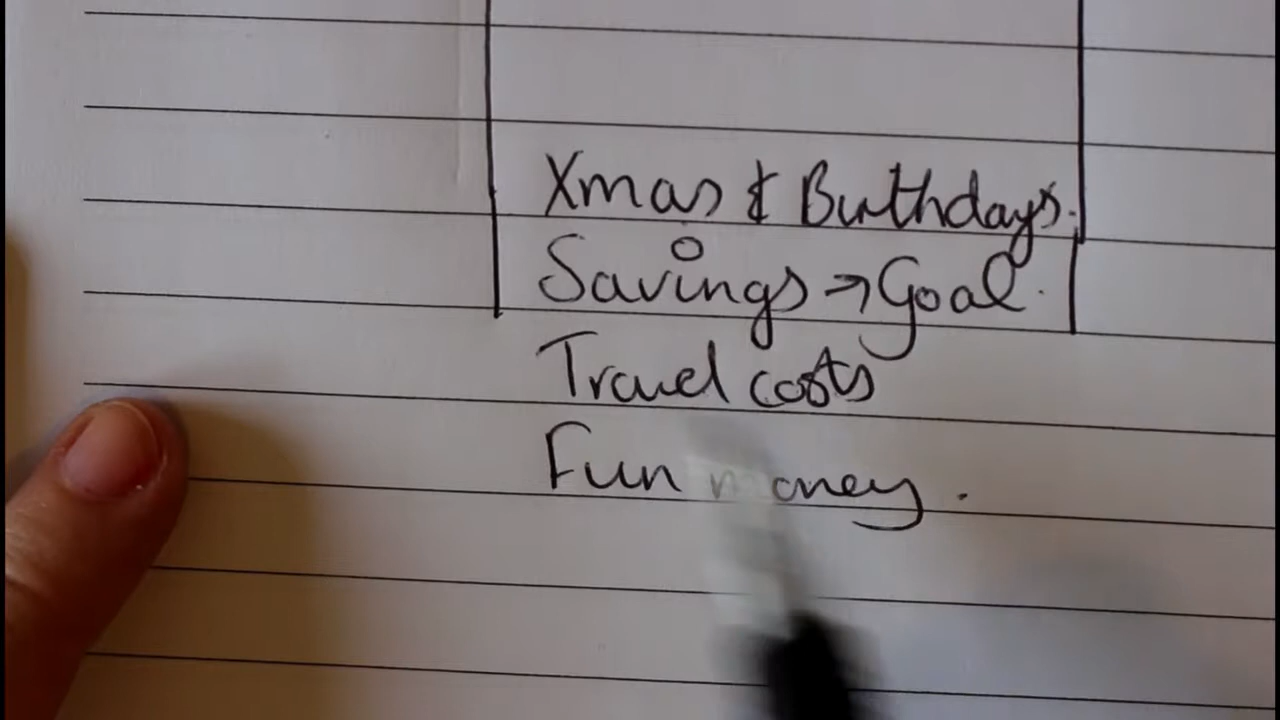 Xmas & Birthdays.
Savings → Goal.
Travel costs
Fun money.